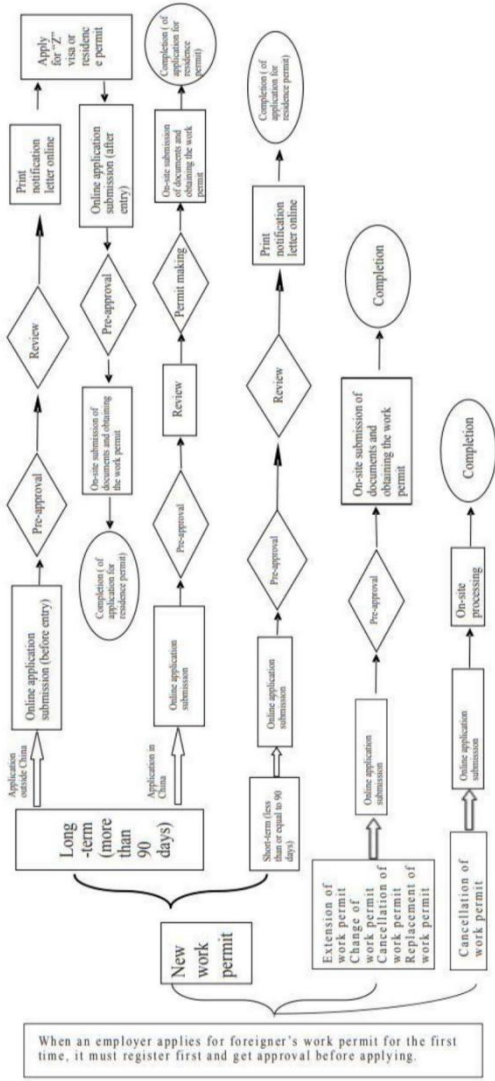 When an employer applies for foreigner's work permit for the first
time, it must register first and get approval before applying.
New
work
permit
Long
-term
(more
than
90
days)
Application
outside China
Online application
submission (before entry)
Pre-approval
Review
Print
notification
letter online
Apply
for "Z"
visa or
residenc
e permit
Online application
submission (after
entry)
Pre-approval
On-site submission of
documents and obtaining
the work permit
Completion ( of
application for
residence permit)
Application in
China
Online application
submission
Pre-approval
Review
Permit making
On-site submission
of documents and
obtaining the work
permit
Completion ( of
application for
residence
permit)
Short-term (less
than or equal to 90
days)
Online application
submission
Pre-approval
Review
Print
notification
letter online
Completion ( of
application for
residence permit)
Extension of
work permit
Change of
work permit
Cancellation of
work permit
Replacement of
work permit
Online application
submission
Pre-approval
On-site submission of
documents and
obtaining the work
permit
Completion
Cancellation of
work permit
Online application
submission
On-site
processing
Completion